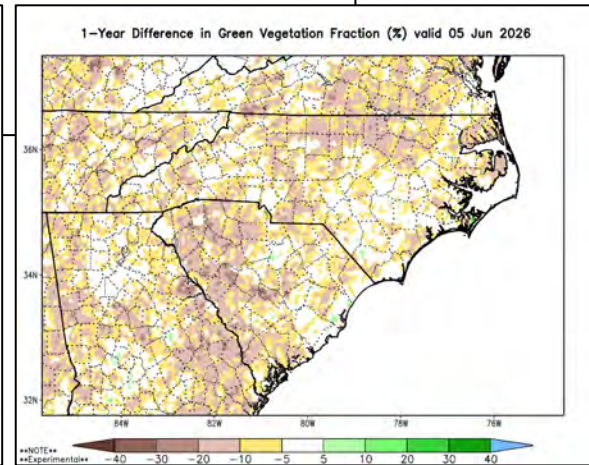 1-Year Difference in Green Vegetation Fraction (%) valid 05 Jun 2026
36N
34N
32N
84W 82W 80W 78W 76W
**NOTE**
**Experimental**
-40 -30 -20 -10 -5 5 10 20 30 40